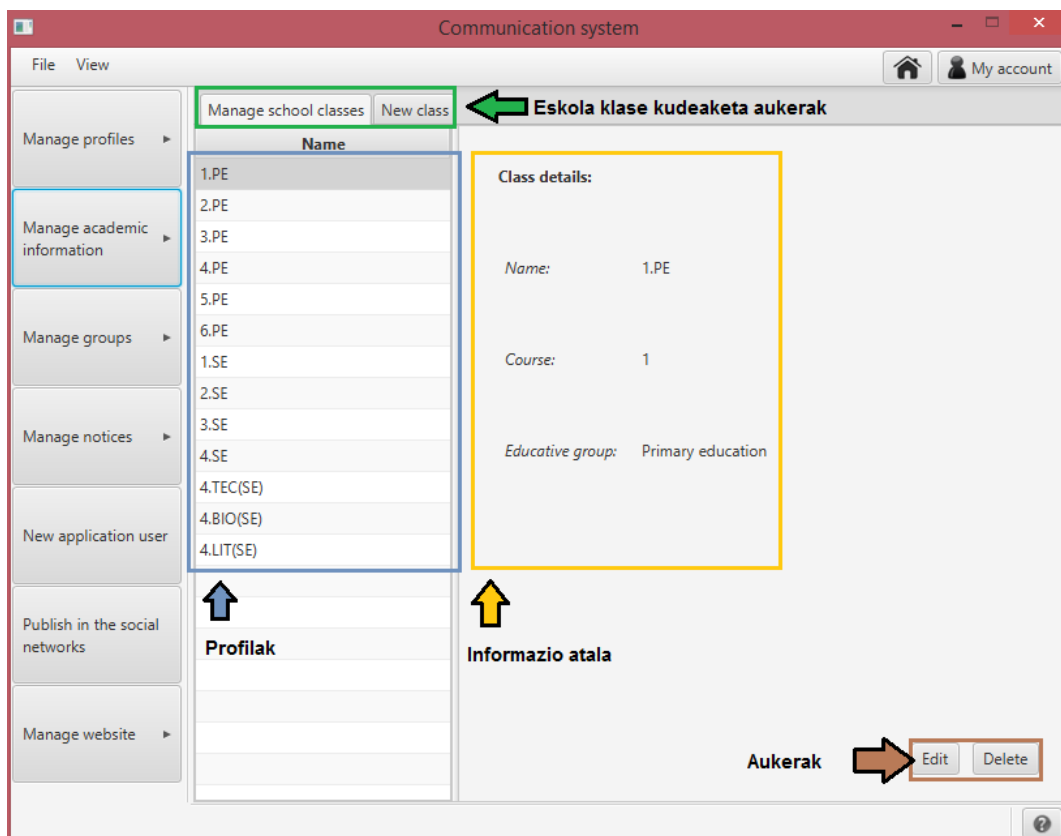 Communication system
File View
My account
Manage profiles
Manage academic
information
Manage groups
Manage notices
New application user
Publish in the social
networks
Manage website
Manage school classes New class
Eskola klase kudeaketa aukerak
Name
1.PE
2.PE
3.PE
4.PE
5.PE
6.PE
1.SE
2.SE
3.SE
4.SE
4.TEC(SE)
4.BIO(SE)
4.LIT(SE)
Profilak
Class details:
Name: 1.PE
Course: 1
Educative group: Primary education
Informazio atala
Aukerak
Edit Delete
?